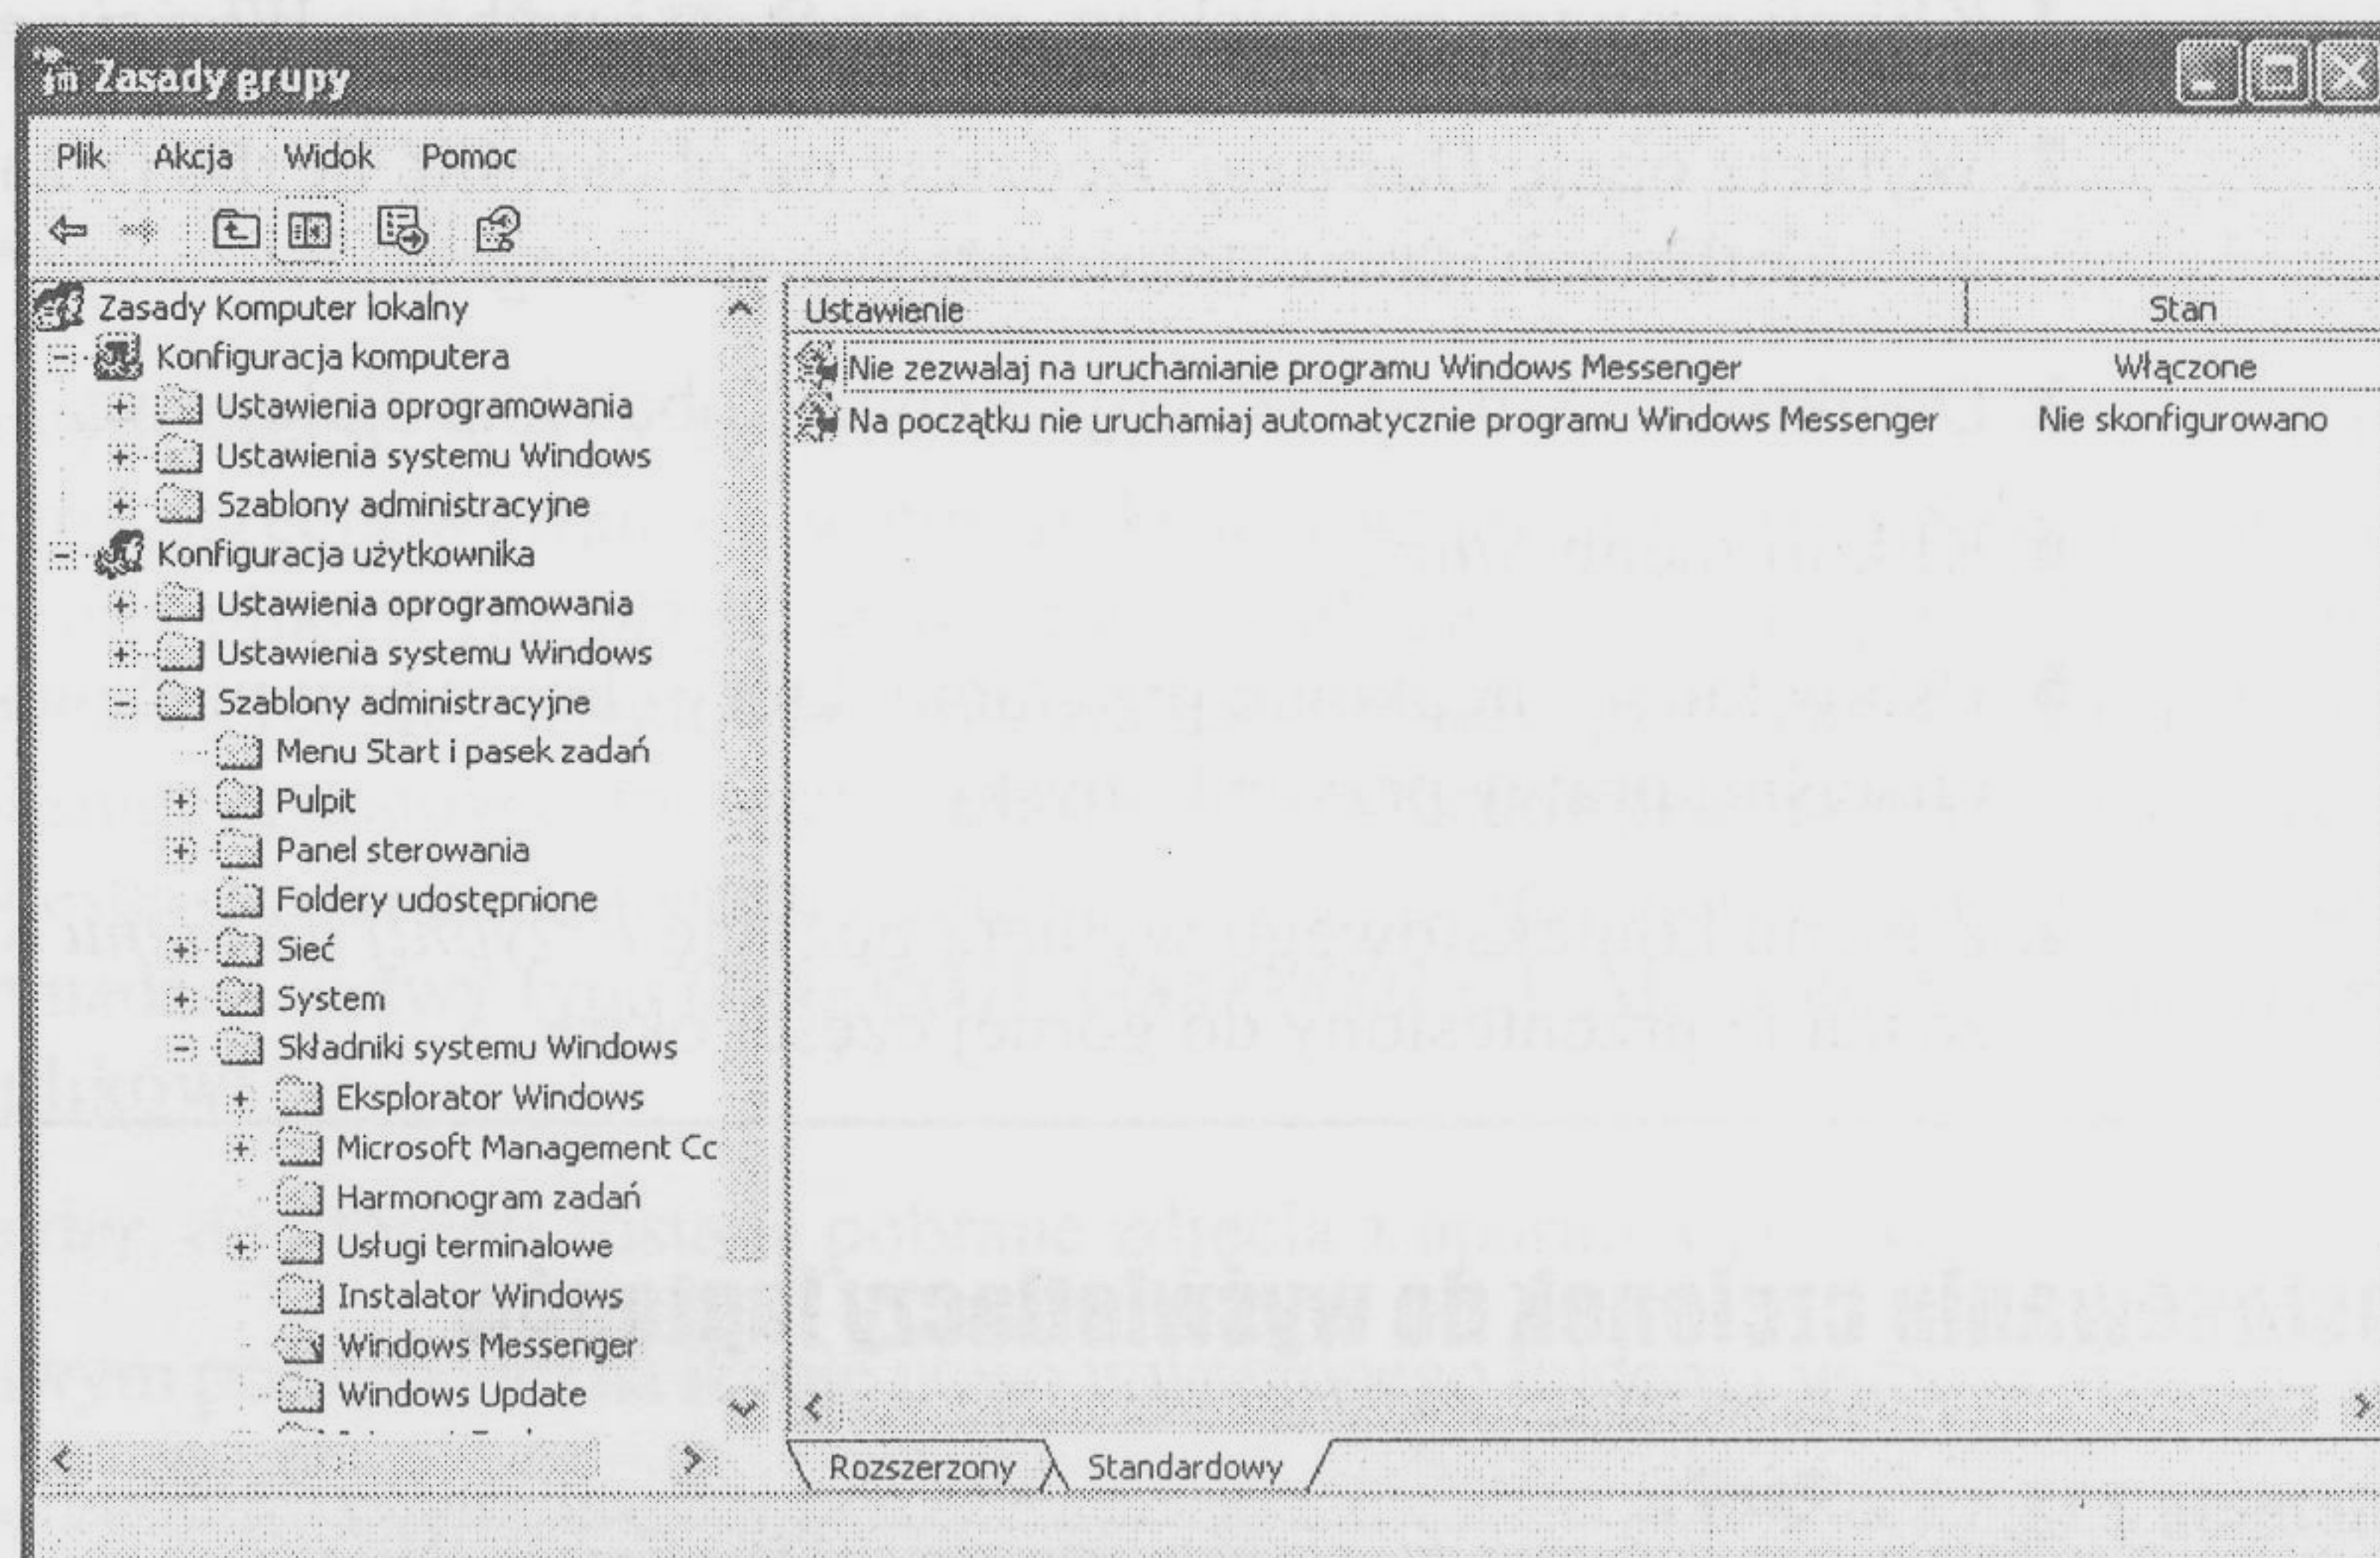 Zasady grupy
Plik Akcja Widok Pomoc
Zasady Komputer lokalny
Konfiguracja komputera
Ustawienia oprogramowania
Ustawienia systemu Windows
Szablony administracyjne
Konfiguracja użytkownika
Ustawienia oprogramowania
Ustawienia systemu Windows
Szablony administracyjne
Menu Start i pasek zadań
Pulpit
Panel sterowania
Foldery udostępnione
Sieć
System
Składniki systemu Windows
Eksplorator Windows
Microsoft Management Cc
Harmonogram zadań
Usługi terminalowe
Instalator Windows
Windows Messenger
Windows Update
Ustawienie Stan
Nie zezwalaj na uruchamianie programu Windows Messenger Włączone
Na początku nie uruchamiaj automatycznie programu Windows Messenger Nie skonfigurowano
Rozszerzony Standardowy